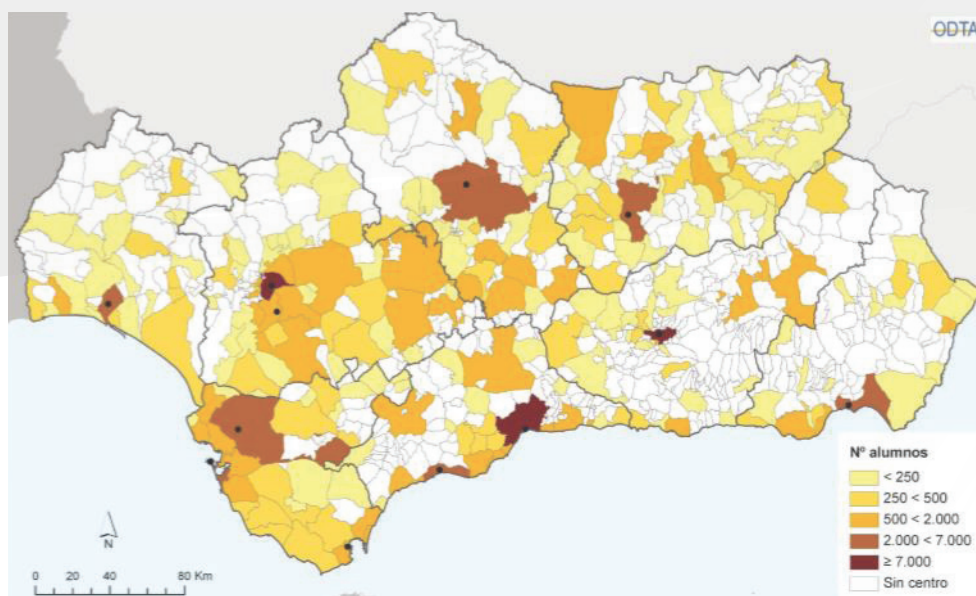 ODTA
Nº alumnos
< 250
250 < 500
500 < 2.000
2.000 < 7.000
≥ 7.000
Sin centro
N
0 20 40 80 Km